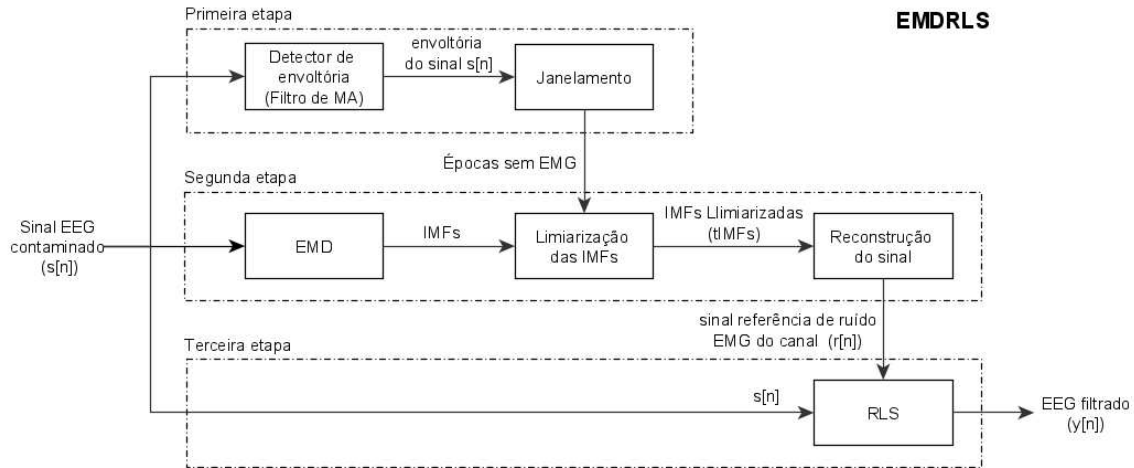 EMDRLS
Primeira etapa
Detector de
envoltória
(Filtro de MA)
envoltória
do sinal s[n]
Janelamento
Épocas sem EMG
Segunda etapa
Sinal EEG
contaminado
(s[n])
EMD
IMFs
Limiarização
das IMFs
IMFs Llimiarizadas
(tIMFs)
Reconstrução
do sinal
sinal referência de ruído
EMG do canal (r[n])
Terceira etapa
s[n]
RLS
EEG filtrado
(y[n])